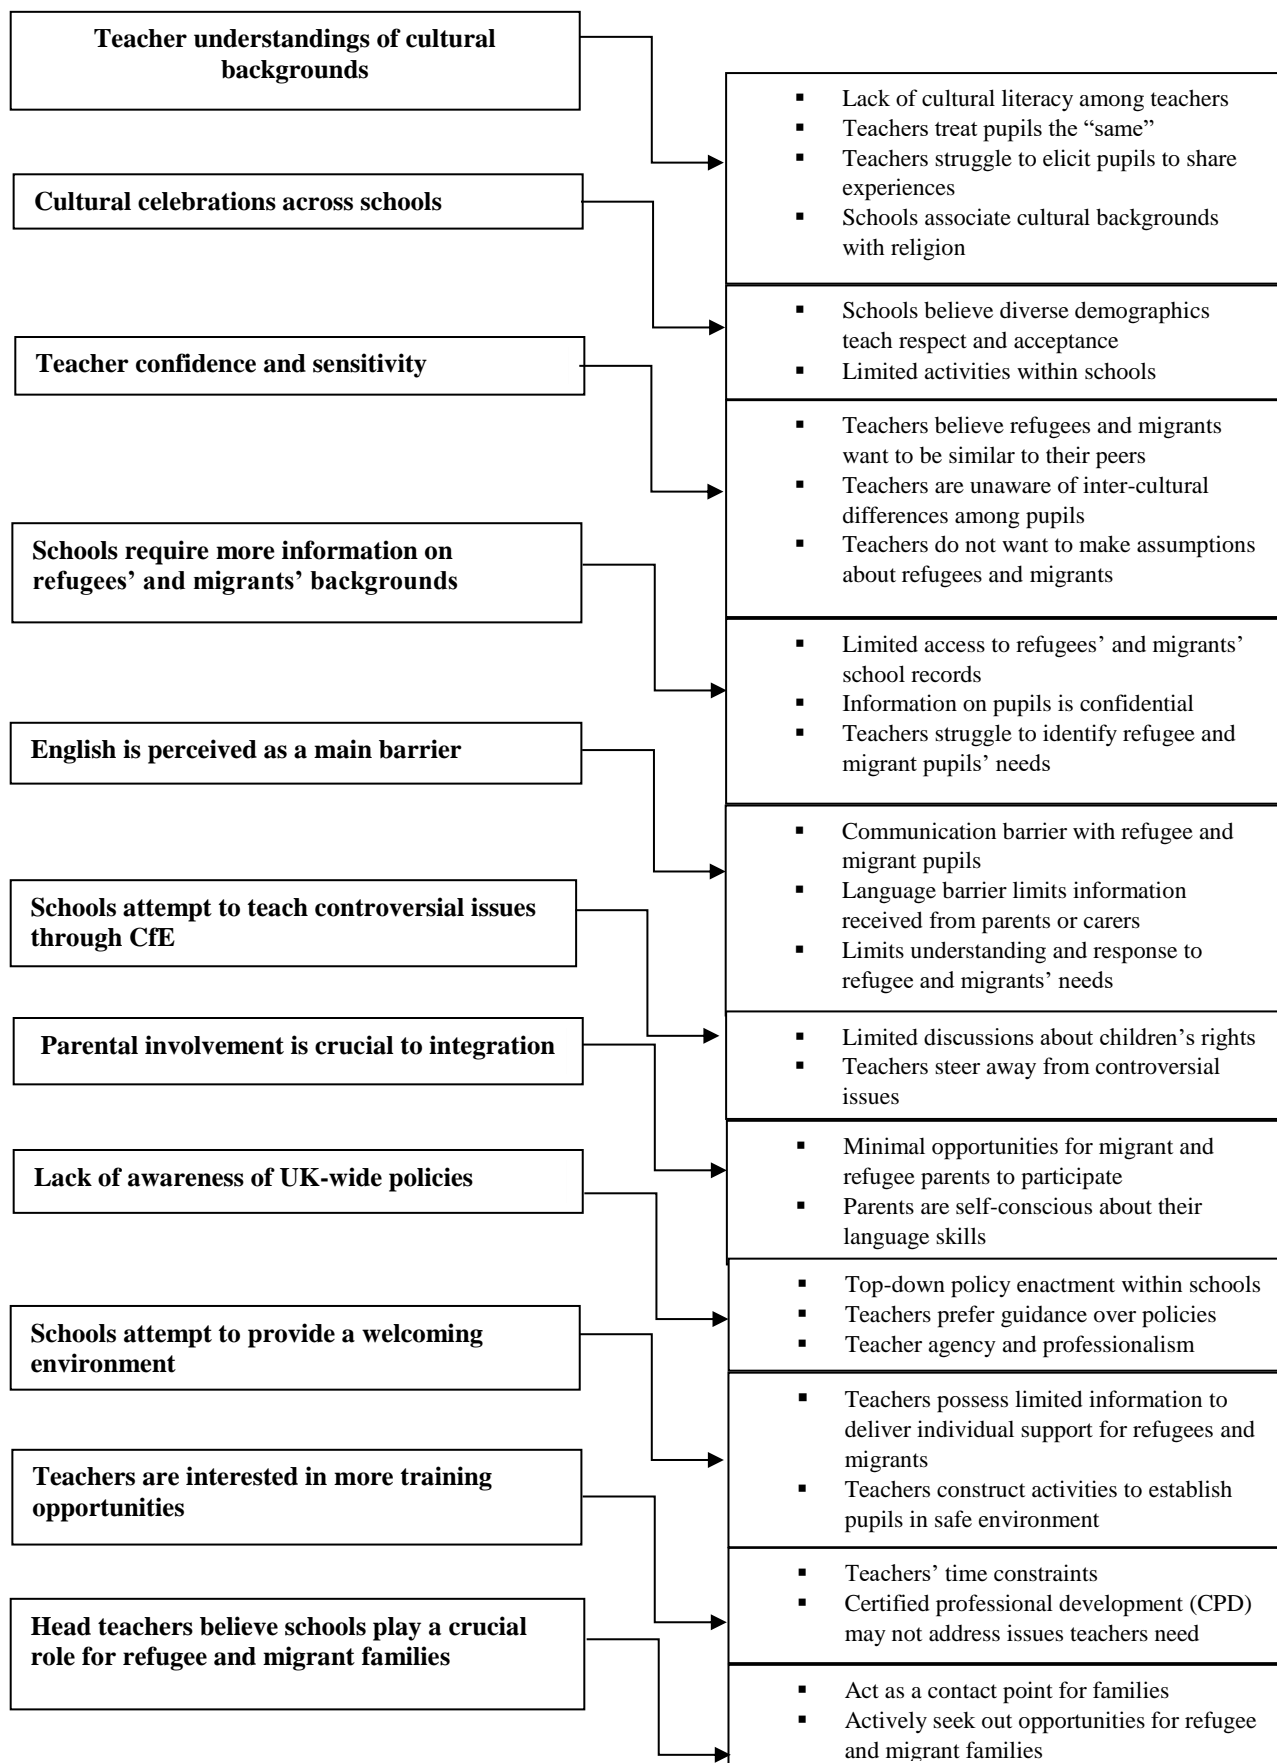 Teacher understandings of cultural
backgrounds
▪ Lack of cultural literacy among teachers
▪ Teachers treat pupils the “same”
▪ Teachers struggle to elicit pupils to share
experiences
▪ Schools associate cultural backgrounds
with religion
Cultural celebrations across schools
▪ Schools believe diverse demographics
teach respect and acceptance
▪ Limited activities within schools
Teacher confidence and sensitivity
▪ Teachers believe refugees and migrants
want to be similar to their peers
▪ Teachers are unaware of inter-cultural
differences among pupils
▪ Teachers do not want to make assumptions
about refugees and migrants
Schools require more information on
refugees’ and migrants’ backgrounds
▪ Limited access to refugees’ and migrants’
school records
▪ Information on pupils is confidential
▪ Teachers struggle to identify refugee and
migrant pupils’ needs
English is perceived as a main barrier
▪ Communication barrier with refugee and
migrant pupils
▪ Language barrier limits information
received from parents or carers
▪ Limits understanding and response to
refugee and migrants’ needs
Schools attempt to teach controversial issues
through CfE
▪ Limited discussions about children’s rights
▪ Teachers steer away from controversial
issues
Parental involvement is crucial to integration
▪ Minimal opportunities for migrant and
refugee parents to participate
▪ Parents are self-conscious about their
language skills
Lack of awareness of UK-wide policies
▪ Top-down policy enactment within schools
▪ Teachers prefer guidance over policies
▪ Teacher agency and professionalism
Schools attempt to provide a welcoming
environment
▪ Teachers possess limited information to
deliver individual support for refugees and
migrants
▪ Teachers construct activities to establish
pupils in safe environment
Teachers are interested in more training
opportunities
▪ Teachers’ time constraints
▪ Certified professional development (CPD)
may not address issues teachers need
Head teachers believe schools play a crucial
role for refugee and migrant families
▪ Act as a contact point for families
▪ Actively seek out opportunities for refugee
and migrant families